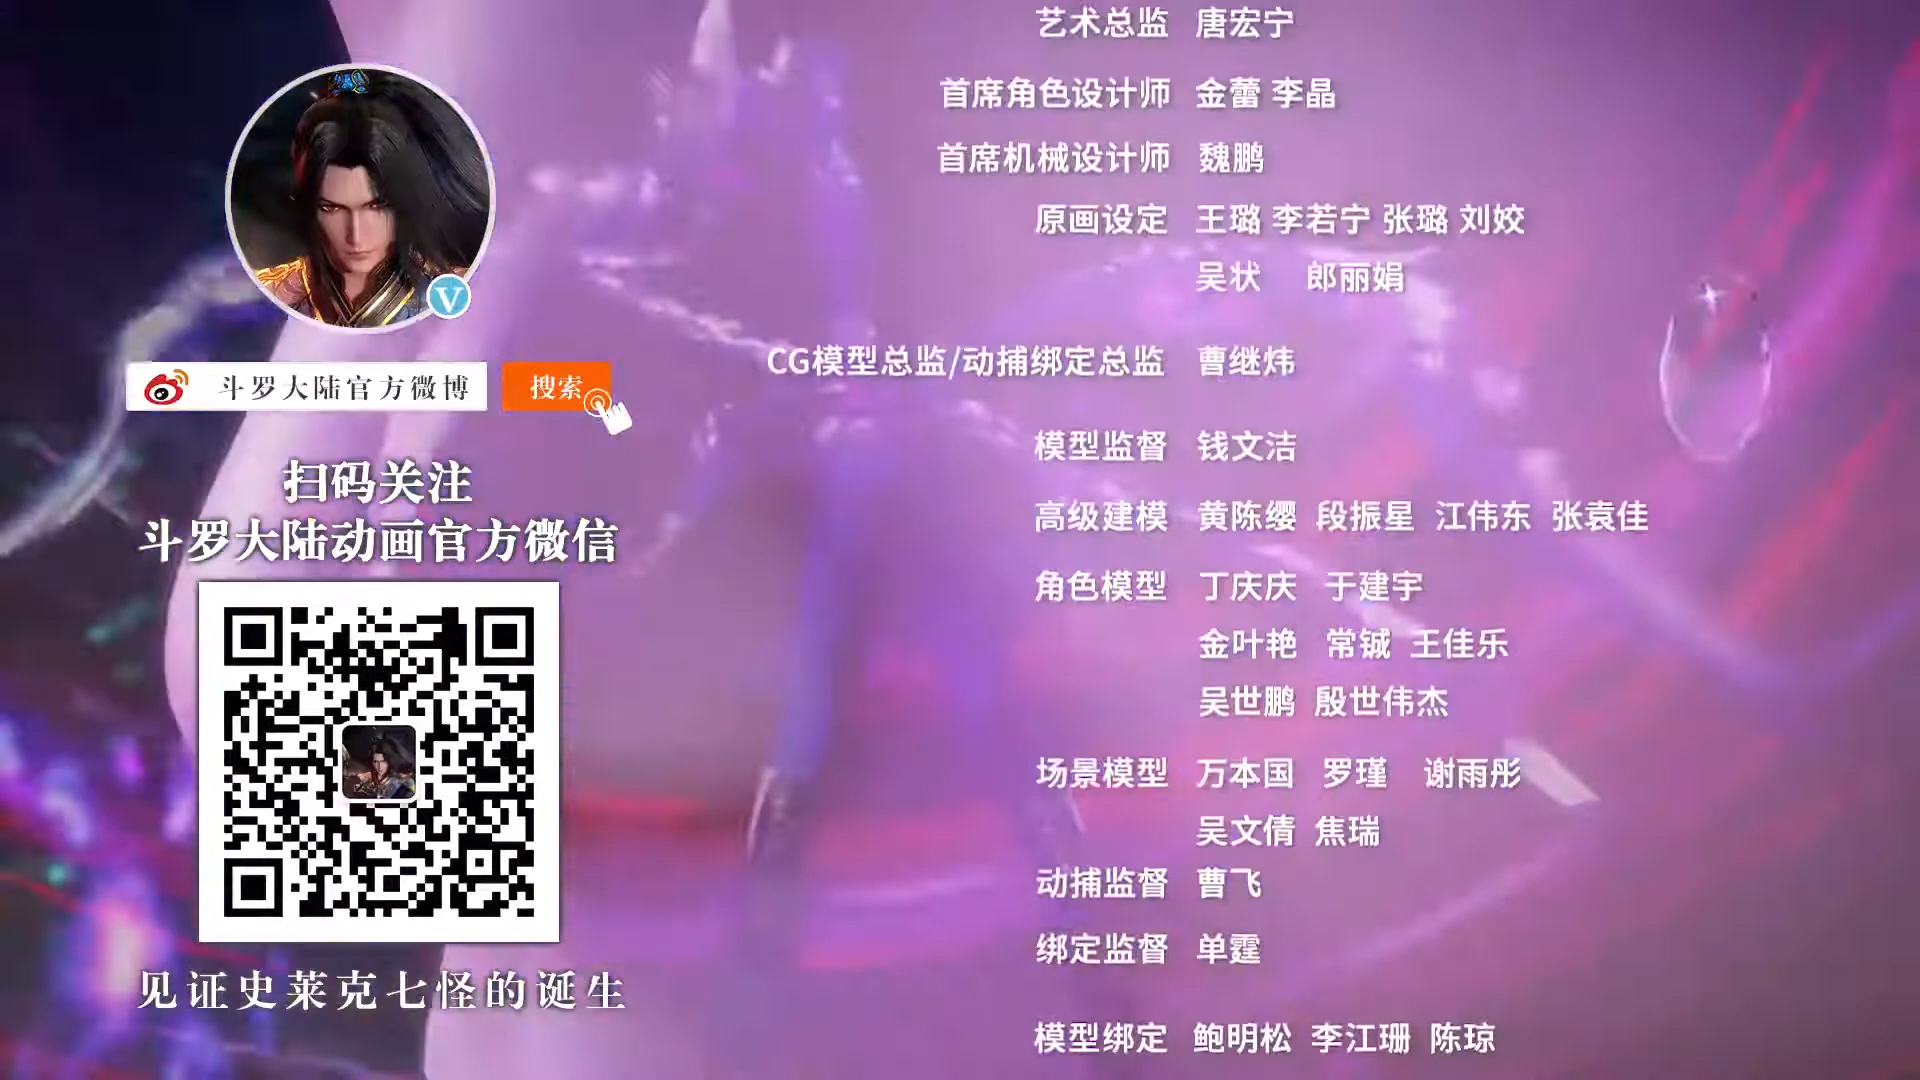 斗罗大陆官方微博 搜索
扫码关注
斗罗大陆动画官方微信
见证史莱克七怪的诞生
艺术总监 唐宏宁
首席角色设计师 金蕾 李晶
首席机械设计师 魏鹏
原画设定 王璐 李若宁 张璐 刘姣
吴状 郎丽娟
CG模型总监/动捕绑定总监 曹继炜
模型监督 钱文洁
高级建模 黄陈缨 段振星 江伟东 张袁佳
角色模型 丁庆庆 于建宇
金叶艳 常铖 王佳乐
吴世鹏 殷世伟杰
场景模型 万本国 罗瑾 谢雨彤
吴文倩 焦瑞
动捕监督 曹飞
绑定监督 单霆
模型绑定 鲍明松 李江珊 陈琼